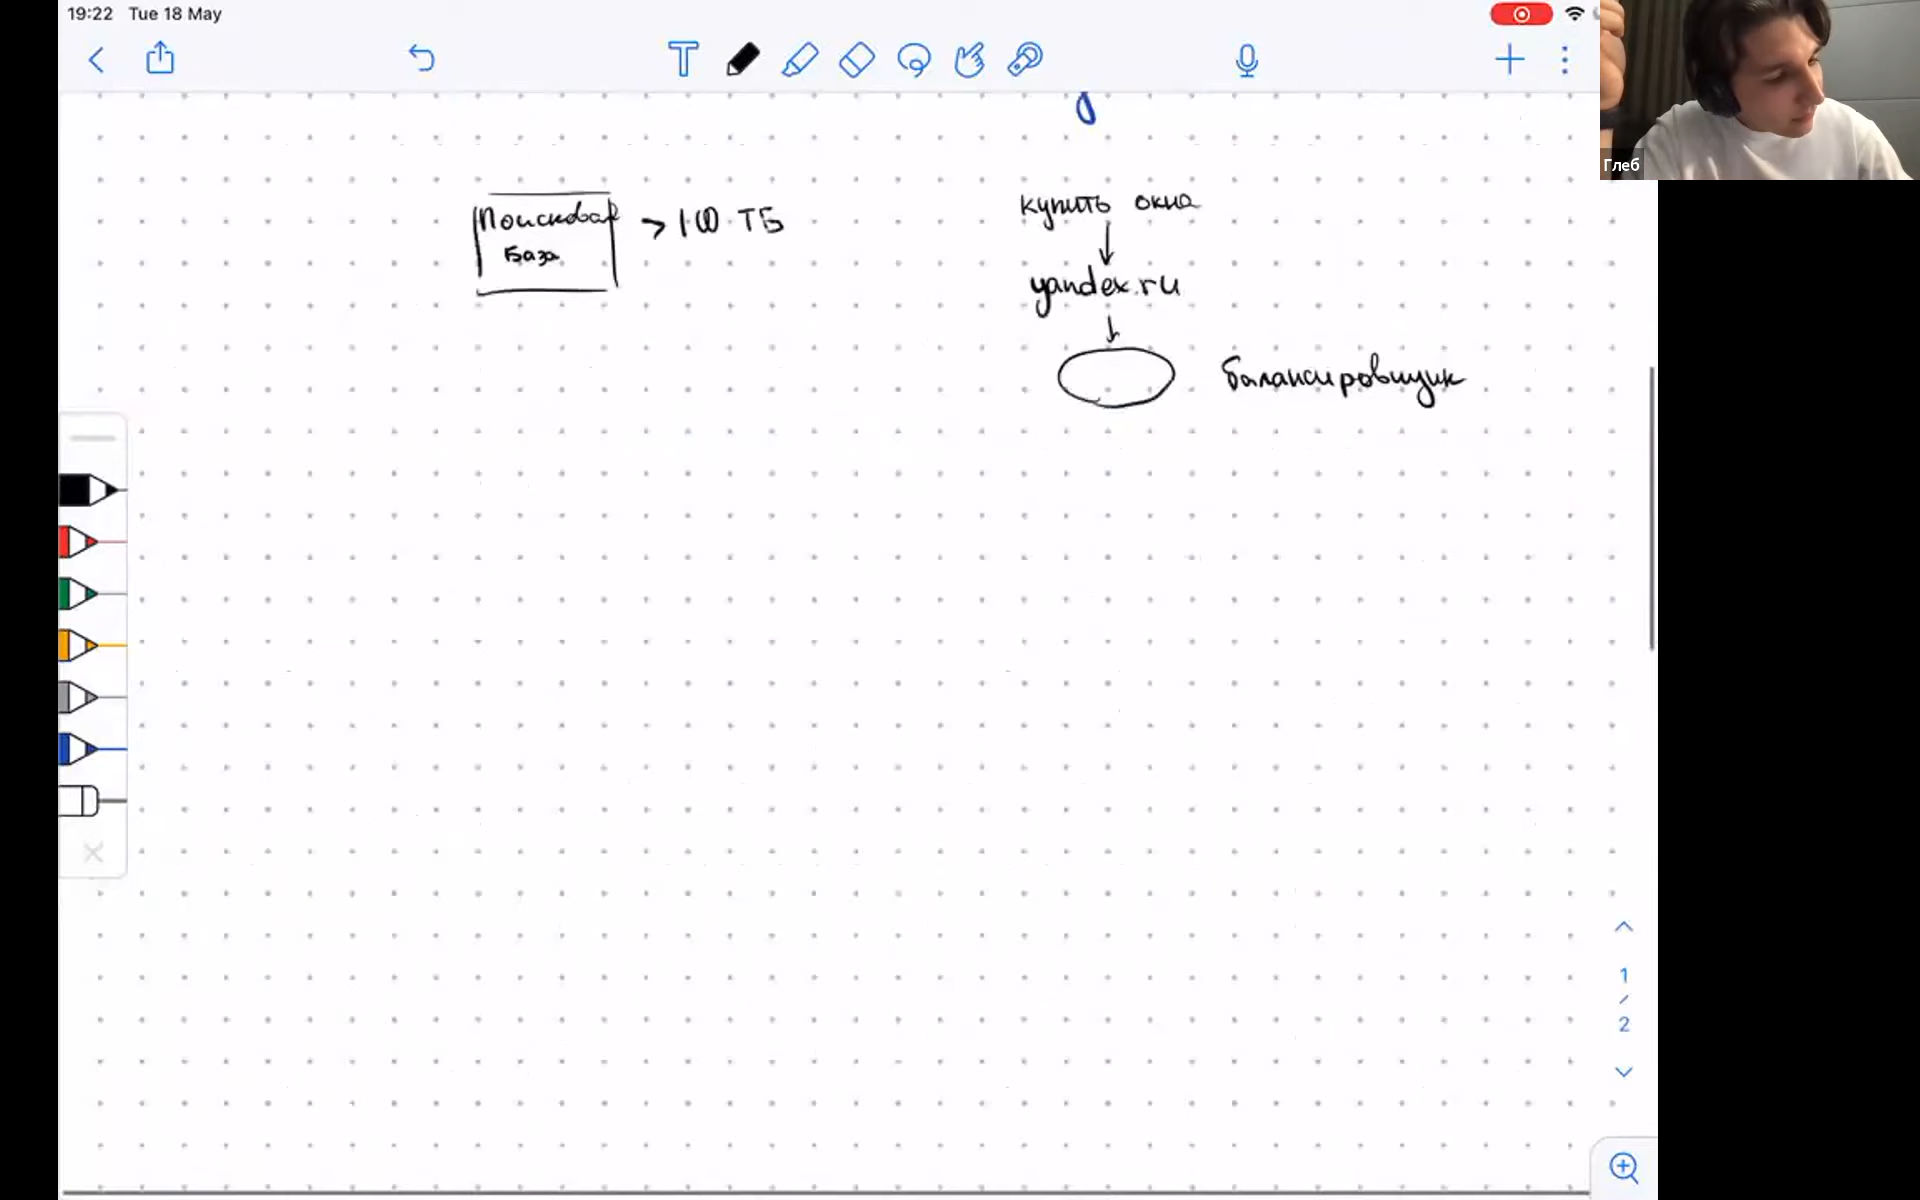 19:22 Tue 18 May
Глеб
Поисковая
База
> 100 ТБ
купить окна
yandex.ru
балансировщик
1
/
2